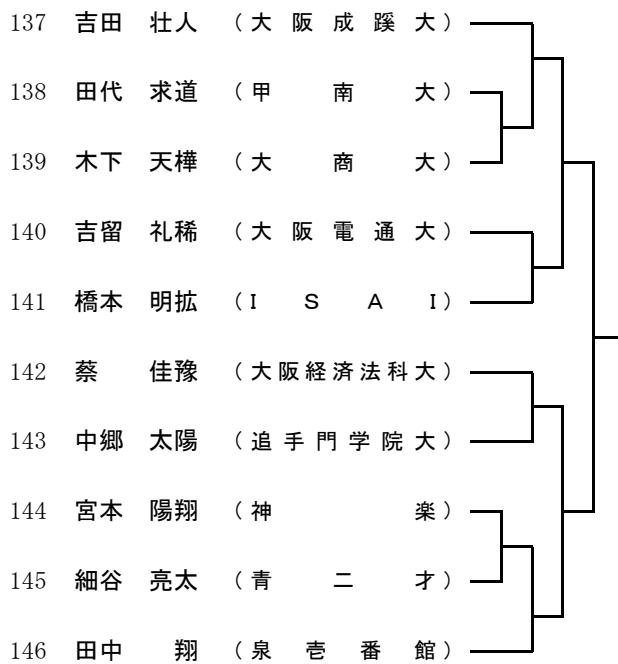 137 吉田 壮人 (大阪成蹊大)
138 田代 求道 (甲南大)
139 木下 天樺 (大商大)
140 吉留 礼稀 (大阪電通大)
141 橋本 明拡 (ISAI)
142 蔡 佳豫 (大阪経済法科大)
143 中郷 太陽 (追手門学院大)
144 宮本 陽翔 (神楽)
145 細谷 亮太 (青二才)
146 田中 翔 (泉壱番館)